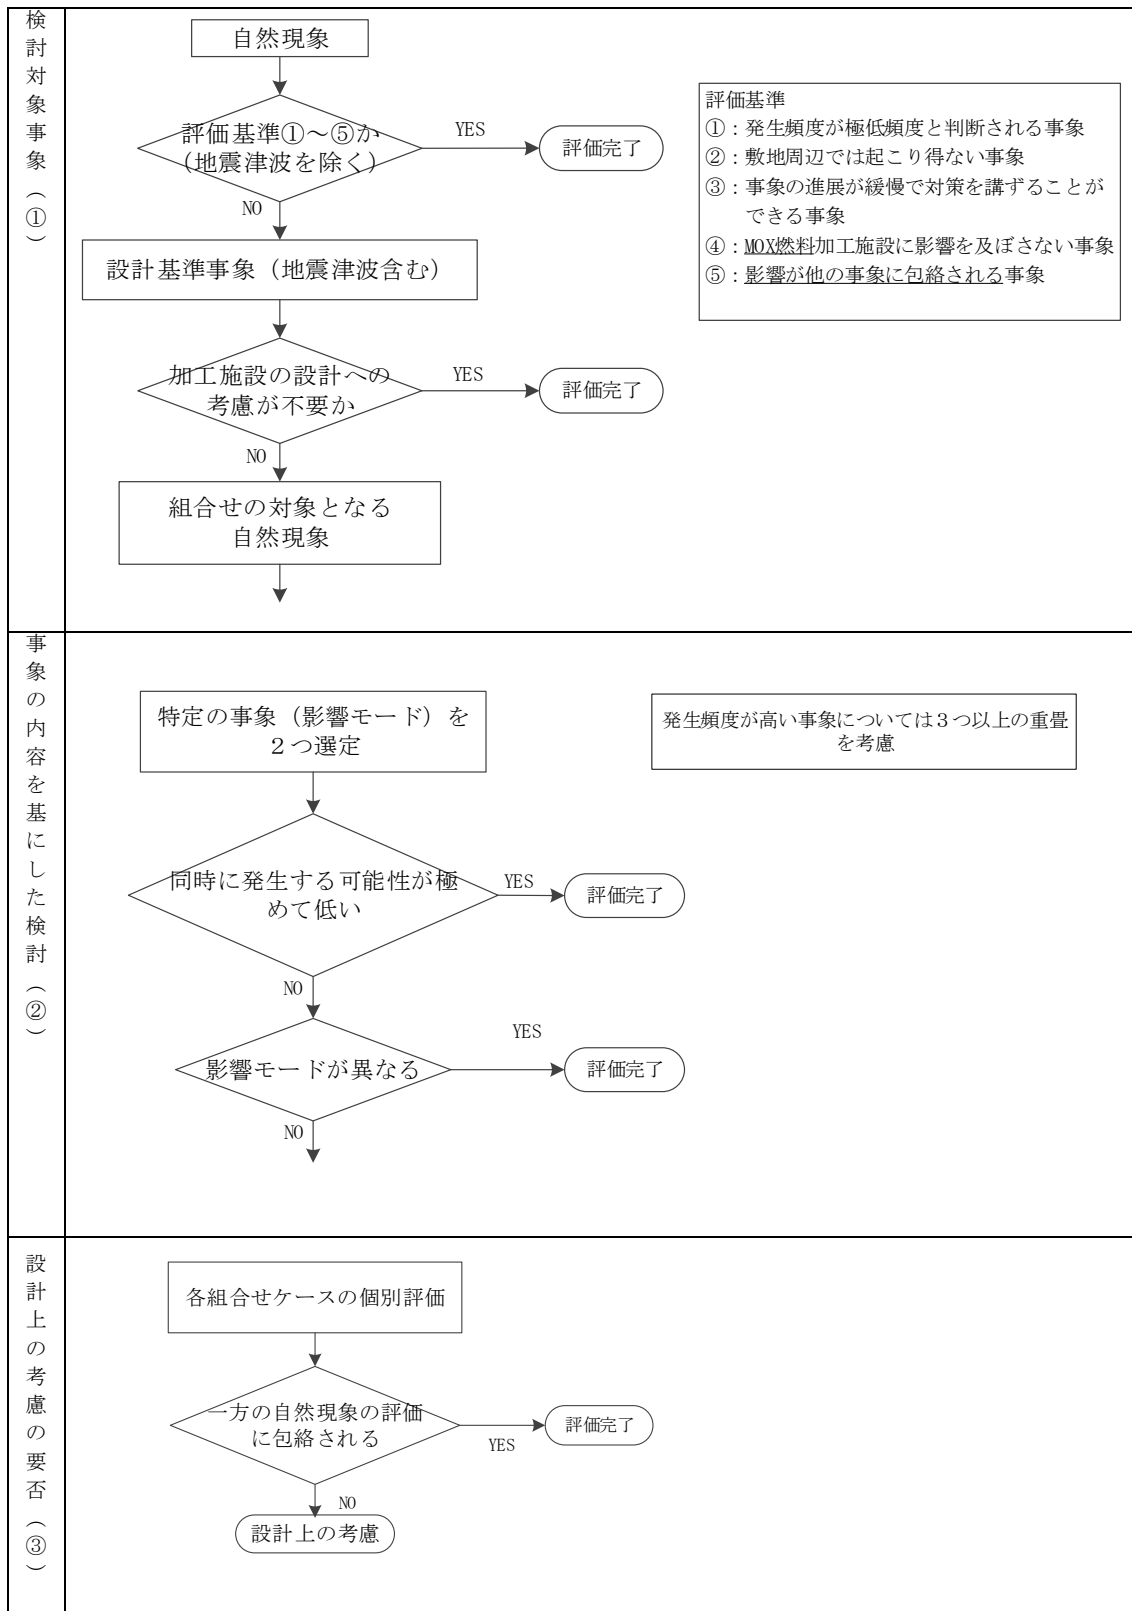 検討対象事象（①）
自然現象
評価基準①～⑤か
（地震津波を除く）
YES
評価完了
NO
設計基準事象（地震津波含む）
加工施設の設計への
考慮が不要か
YES
評価完了
NO
組合せの対象となる
自然現象
評価基準
①：発生頻度が極低頻度と判断される事象
②：敷地周辺では起こり得ない事象
③：事象の進展が緩慢で対策を講ずることが
できる事象
④：MOX燃料加工施設に影響を及ぼさない事象
⑤：影響が他の事象に包絡される事象
事象の内容を基にした検討（②）
特定の事象（影響モード）を
２つ選定
発生頻度が高い事象については３つ以上の重畳
を考慮
同時に発生する可能性が極
めて低い
YES
評価完了
NO
影響モードが異なる
YES
評価完了
NO
設計上の考慮の要否（③）
各組合せケースの個別評価
一方の自然現象の評価
に包絡される
YES
評価完了
NO
設計上の考慮